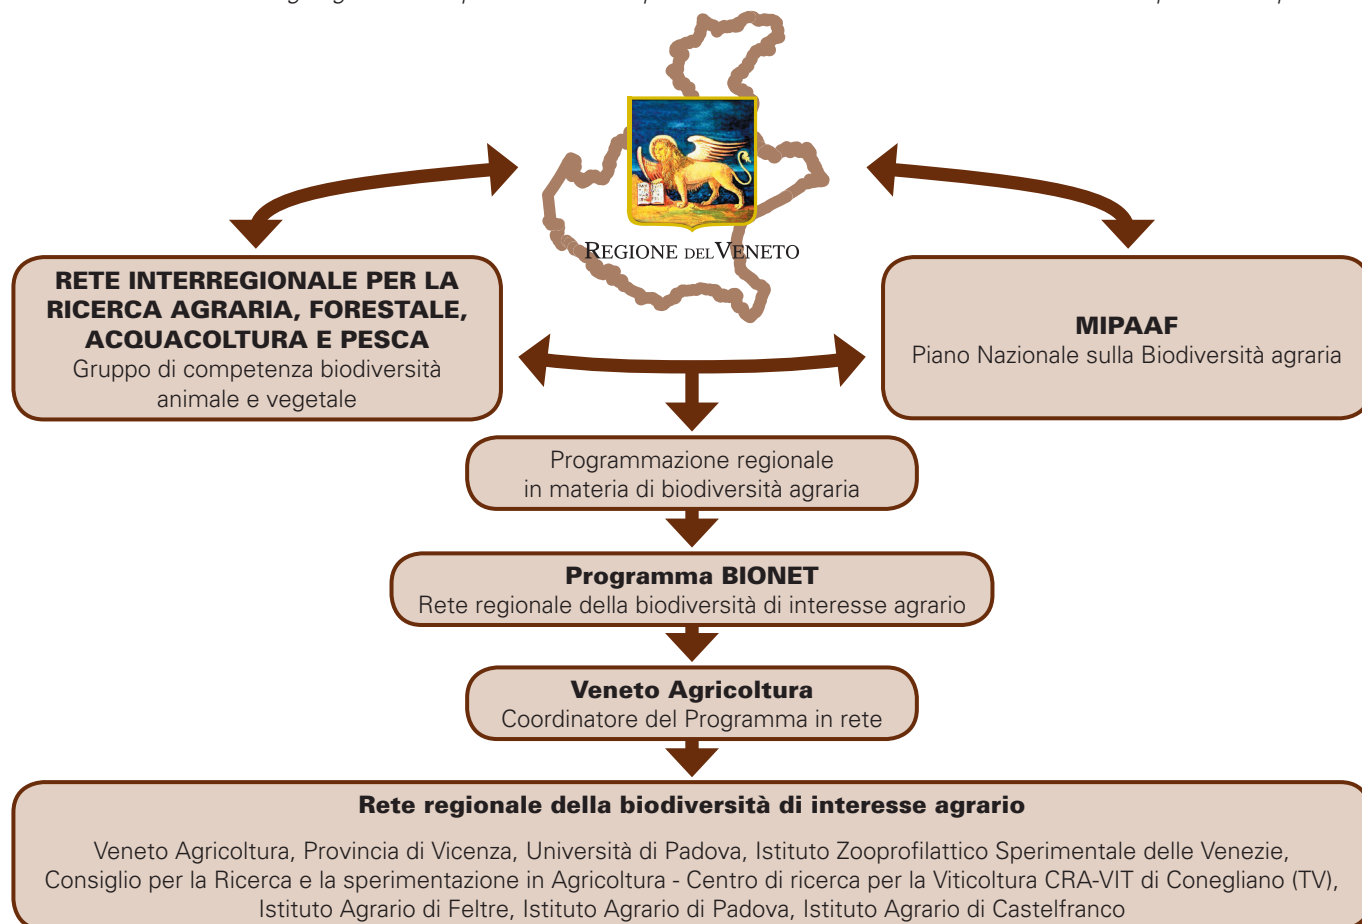 REGIONE DEL VENETO
RETE INTERREGIONALE PER LA
RICERCA AGRARIA, FORESTALE,
ACQUACOLTURA E PESCA
Gruppo di competenza biodiversità
animale e vegetale
MIPAAF
Piano Nazionale sulla Biodiversità agraria
Programmazione regionale
in materia di biodiversità agraria
Programma BIONET
Rete regionale della biodiversità di interesse agrario
Veneto Agricoltura
Coordinatore del Programma in rete
Rete regionale della biodiversità di interesse agrario
Veneto Agricoltura, Provincia di Vicenza, Università di Padova, Istituto Zooprofilattico Sperimentale delle Venezie,
Consiglio per la Ricerca e la sperimentazione in Agricoltura - Centro di ricerca per la Viticoltura CRA-VIT di Conegliano (TV),
Istituto Agrario di Feltre, Istituto Agrario di Padova, Istituto Agrario di Castelfranco